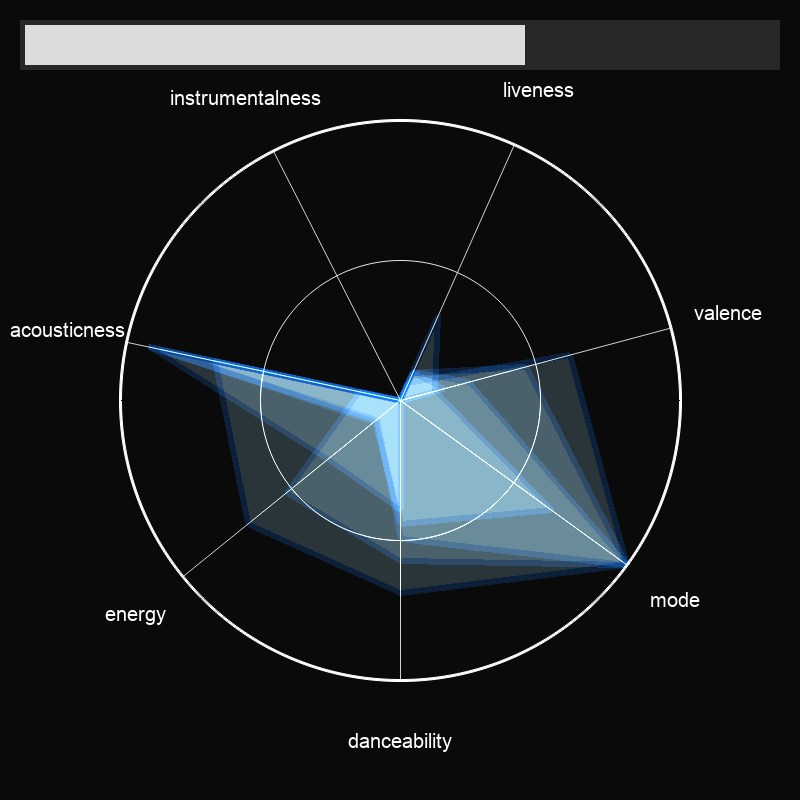 liveness
instrumentalness
valence
acousticness
mode
energy
danceability